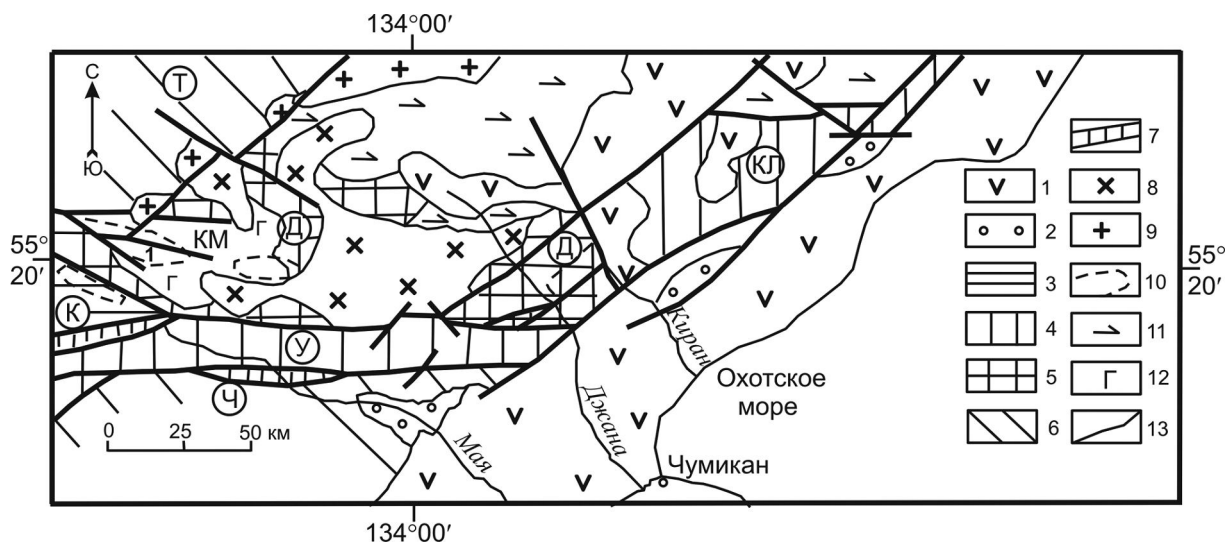 134°00′
С
Ю
Т
КЛ
Д
КМ
Г
Д
55°
20′
Г
К
У
Ч
55°
20′
0 25 50 км
Мая
Джана
Киран
Охотское
море
Чумикан
7
1
8
2
9
3
10
4
11
5
Г
12
6
13
134°00′